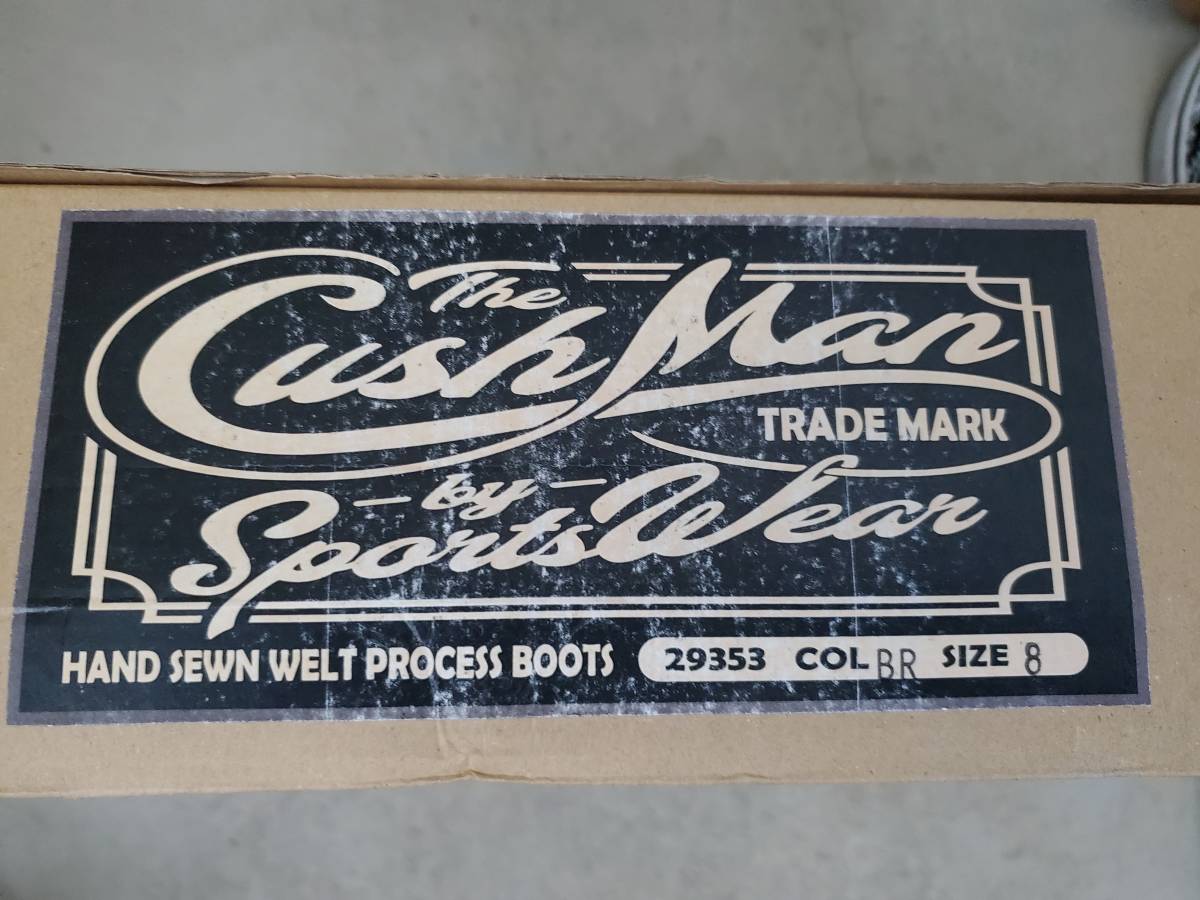 The
CushMan
TRADE MARK
- by -
SportsWear
HAND SEWN WELT PROCESS BOOTS 29353 COL BR SIZE 8